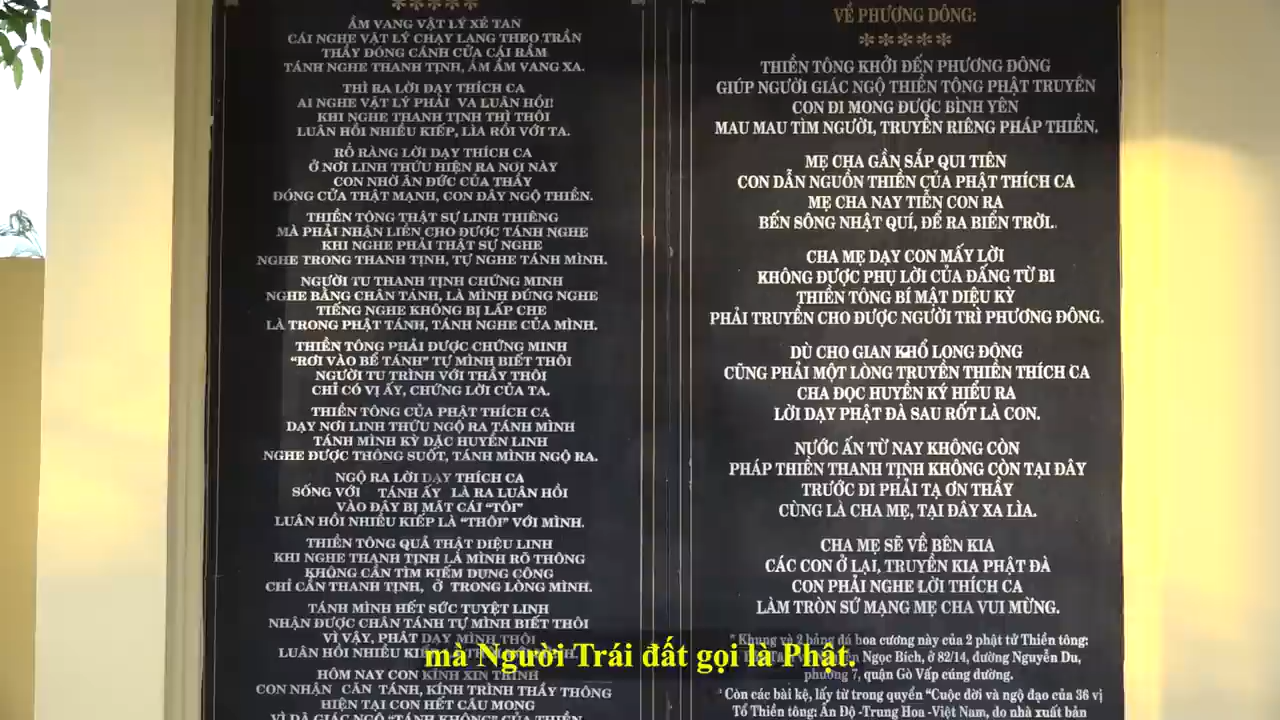 ✻✻✻✻✻
ẦM VANG VẬT LÝ XÉ TAN
CÁI NGHE VẬT LÝ CHẠY LANG THEO TRẦN
THẦY ĐÓNG CÁNH CỬA CÁI RẦM
TÁNH NGHE THANH TỊNH, ẦM ẦM VANG XA.
THÌ RA LỜI DẠY THÍCH CA
AI NGHE VẬT LÝ PHẢI VA LUÂN HỒI!
KHI NGHE THANH TỊNH THÌ THÔI
LUÂN HỒI NHIỀU KIẾP, LÌA RỒI VỚI TA.
RỔ RÀNG LỜI DẠY THÍCH CA
Ở NƠI LINH THỨU HIỆN RA NƠI NÀY
CON NHỜ ÂN ĐỨC CỦA THẦY
ĐÓNG CỬA THẬT MẠNH, CON ĐÂY NGỘ THIỀN.
THIỀN TÔNG THẬT SỰ LINH THIÊNG
MÀ PHẢI NHẬN LIỀN CHO ĐƯỢC TÁNH NGHE
KHI NGHE PHẢI THẬT SỰ NGHE
NGHE TRONG THANH TỊNH, TỰ NGHE TÁNH MÌNH.
NGƯỜI TU THANH TỊNH CHỨNG MINH
NGHE BẰNG CHÂN TÁNH, LÀ MÌNH ĐÚNG NGHE
TIẾNG NGHE KHÔNG BỊ LẤP CHE
LÀ TRONG PHẬT TÁNH, TÁNH NGHE CỦA MÌNH.
THIỀN TÔNG PHẢI ĐƯỢC CHỨNG MINH
“RƠI VÀO BỂ TÁNH” TỰ MÌNH BIẾT THÔI
NGƯỜI TU TRÌNH VỚI THẦY THÔI
CHỈ CÓ VỊ ẤY, CHỨNG LỜI CỦA TA.
THIỀN TÔNG CỦA PHẬT THÍCH CA
DẠY NƠI LINH THỨU NGỘ RA TÁNH MÌNH
TÁNH MÌNH KỲ ĐẶC HUYỀN LINH
NGHE ĐƯỢC THÔNG SUỐT, TÁNH MÌNH NGỘ RA.
NGỘ RA LỜI DẠY THÍCH CA
SỐNG VỚI TÁNH ẤY LÀ RA LUÂN HỒI
VÀO ĐÂY BỊ MẤT CÁI “TÔI”
LUÂN HỒI NHIỀU KIẾP LÀ “THÔI” VỚI MÌNH.
THIỀN TÔNG QUẢ THẬT DIỆU LINH
KHI NGHE THANH TỊNH LÀ MÌNH RÕ THÔNG
KHÔNG CẦN TÌM KIẾM DỤNG CÔNG
CHỈ CẦN THANH TỊNH, Ở TRONG LÒNG MÌNH.
TÁNH MÌNH HẾT SỨC TUYỆT LINH
NHẬN ĐƯỢC CHÂN TÁNH TỰ MÌNH BIẾT THÔI
VÌ VẬY, PHẬT DẠY MÌNH THÔI
LUÂN HỒI NHIỀU
HÔM NAY CON KÍNH XIN TRÌNH
CON NHẬN CĂN TÁNH, KÍNH TRÌNH THẦY THÔNG
HIỆN TẠI CON HẾT CẦU MONG
VÌ ĐÃ GIÁC NGỘ “TÁNH KHÔNG” CỦA THIỀN
VỀ PHƯƠNG ĐÔNG:
✻✻✻✻✻
THIỀN TÔNG KHỞI ĐẾN PHƯƠNG ĐÔNG
GIÚP NGƯỜI GIÁC NGỘ THIỀN TÔNG PHẬT TRUYỀN
CON ĐI MONG ĐƯỢC BÌNH YÊN
MAU MAU TÌM NGƯỜI, TRUYỀN RIÊNG PHÁP THIỀN.
MẸ CHA GẦN SẮP QUI TIÊN
CON DẪN NGUỒN THIỀN CỦA PHẬT THÍCH CA
MẸ CHA NAY TIỄN CON RA
BẾN SÔNG NHẬT QUÍ, ĐỂ RA BIỂN TRỜI.
CHA MẸ DẠY CON MẤY LỜI
KHÔNG ĐƯỢC PHỤ LỜI CỦA ĐẤNG TỪ BI
THIỀN TÔNG BÍ MẬT DIỆU KỲ
PHẢI TRUYỀN CHO ĐƯỢC NGƯỜI TRÌ PHƯƠNG ĐÔNG.
DÙ CHO GIAN KHỔ LONG ĐỘNG
CŨNG PHẢI MỘT LÒNG TRUYỀN THIỀN THÍCH CA
CHA ĐỌC HUYỀN KÝ HIỂU RA
LỜI DẠY PHẬT ĐÀ SAU RỐT LÀ CON.
NƯỚC ẤN TỪ NAY KHÔNG CÒN
PHÁP THIỀN THANH TỊNH KHÔNG CÒN TẠI ĐÂY
TRƯỚC ĐI PHẢI TẠ ƠN THẦY
CÙNG LÀ CHA MẸ, TẠI ĐÂY XA LÌA.
CHA MẸ SẼ VỀ BÊN KIA
CÁC CON Ở LẠI, TRUYỀN KIA PHẬT ĐÀ
CON PHẢI NGHE LỜI THÍCH CA
LÀM TRÒN SỨ MẠNG MẸ CHA VUI MỪNG.
* Khung và 2 bảng đá hoa cương này của 2 phật tử Thiền tông:
Ngọc Bích, ở 82/14, đường Nguyễn Du,
phường 7, quận Gò Vấp cúng dường.
* Còn các bài kệ, lấy từ trong quyển “Cuộc đời và ngộ đạo của 36 vị
Tổ Thiền tông: Ấn Độ -Trung Hoa -Việt Nam, do nhà xuất bản
mà Người Trái đất gọi là Phật.